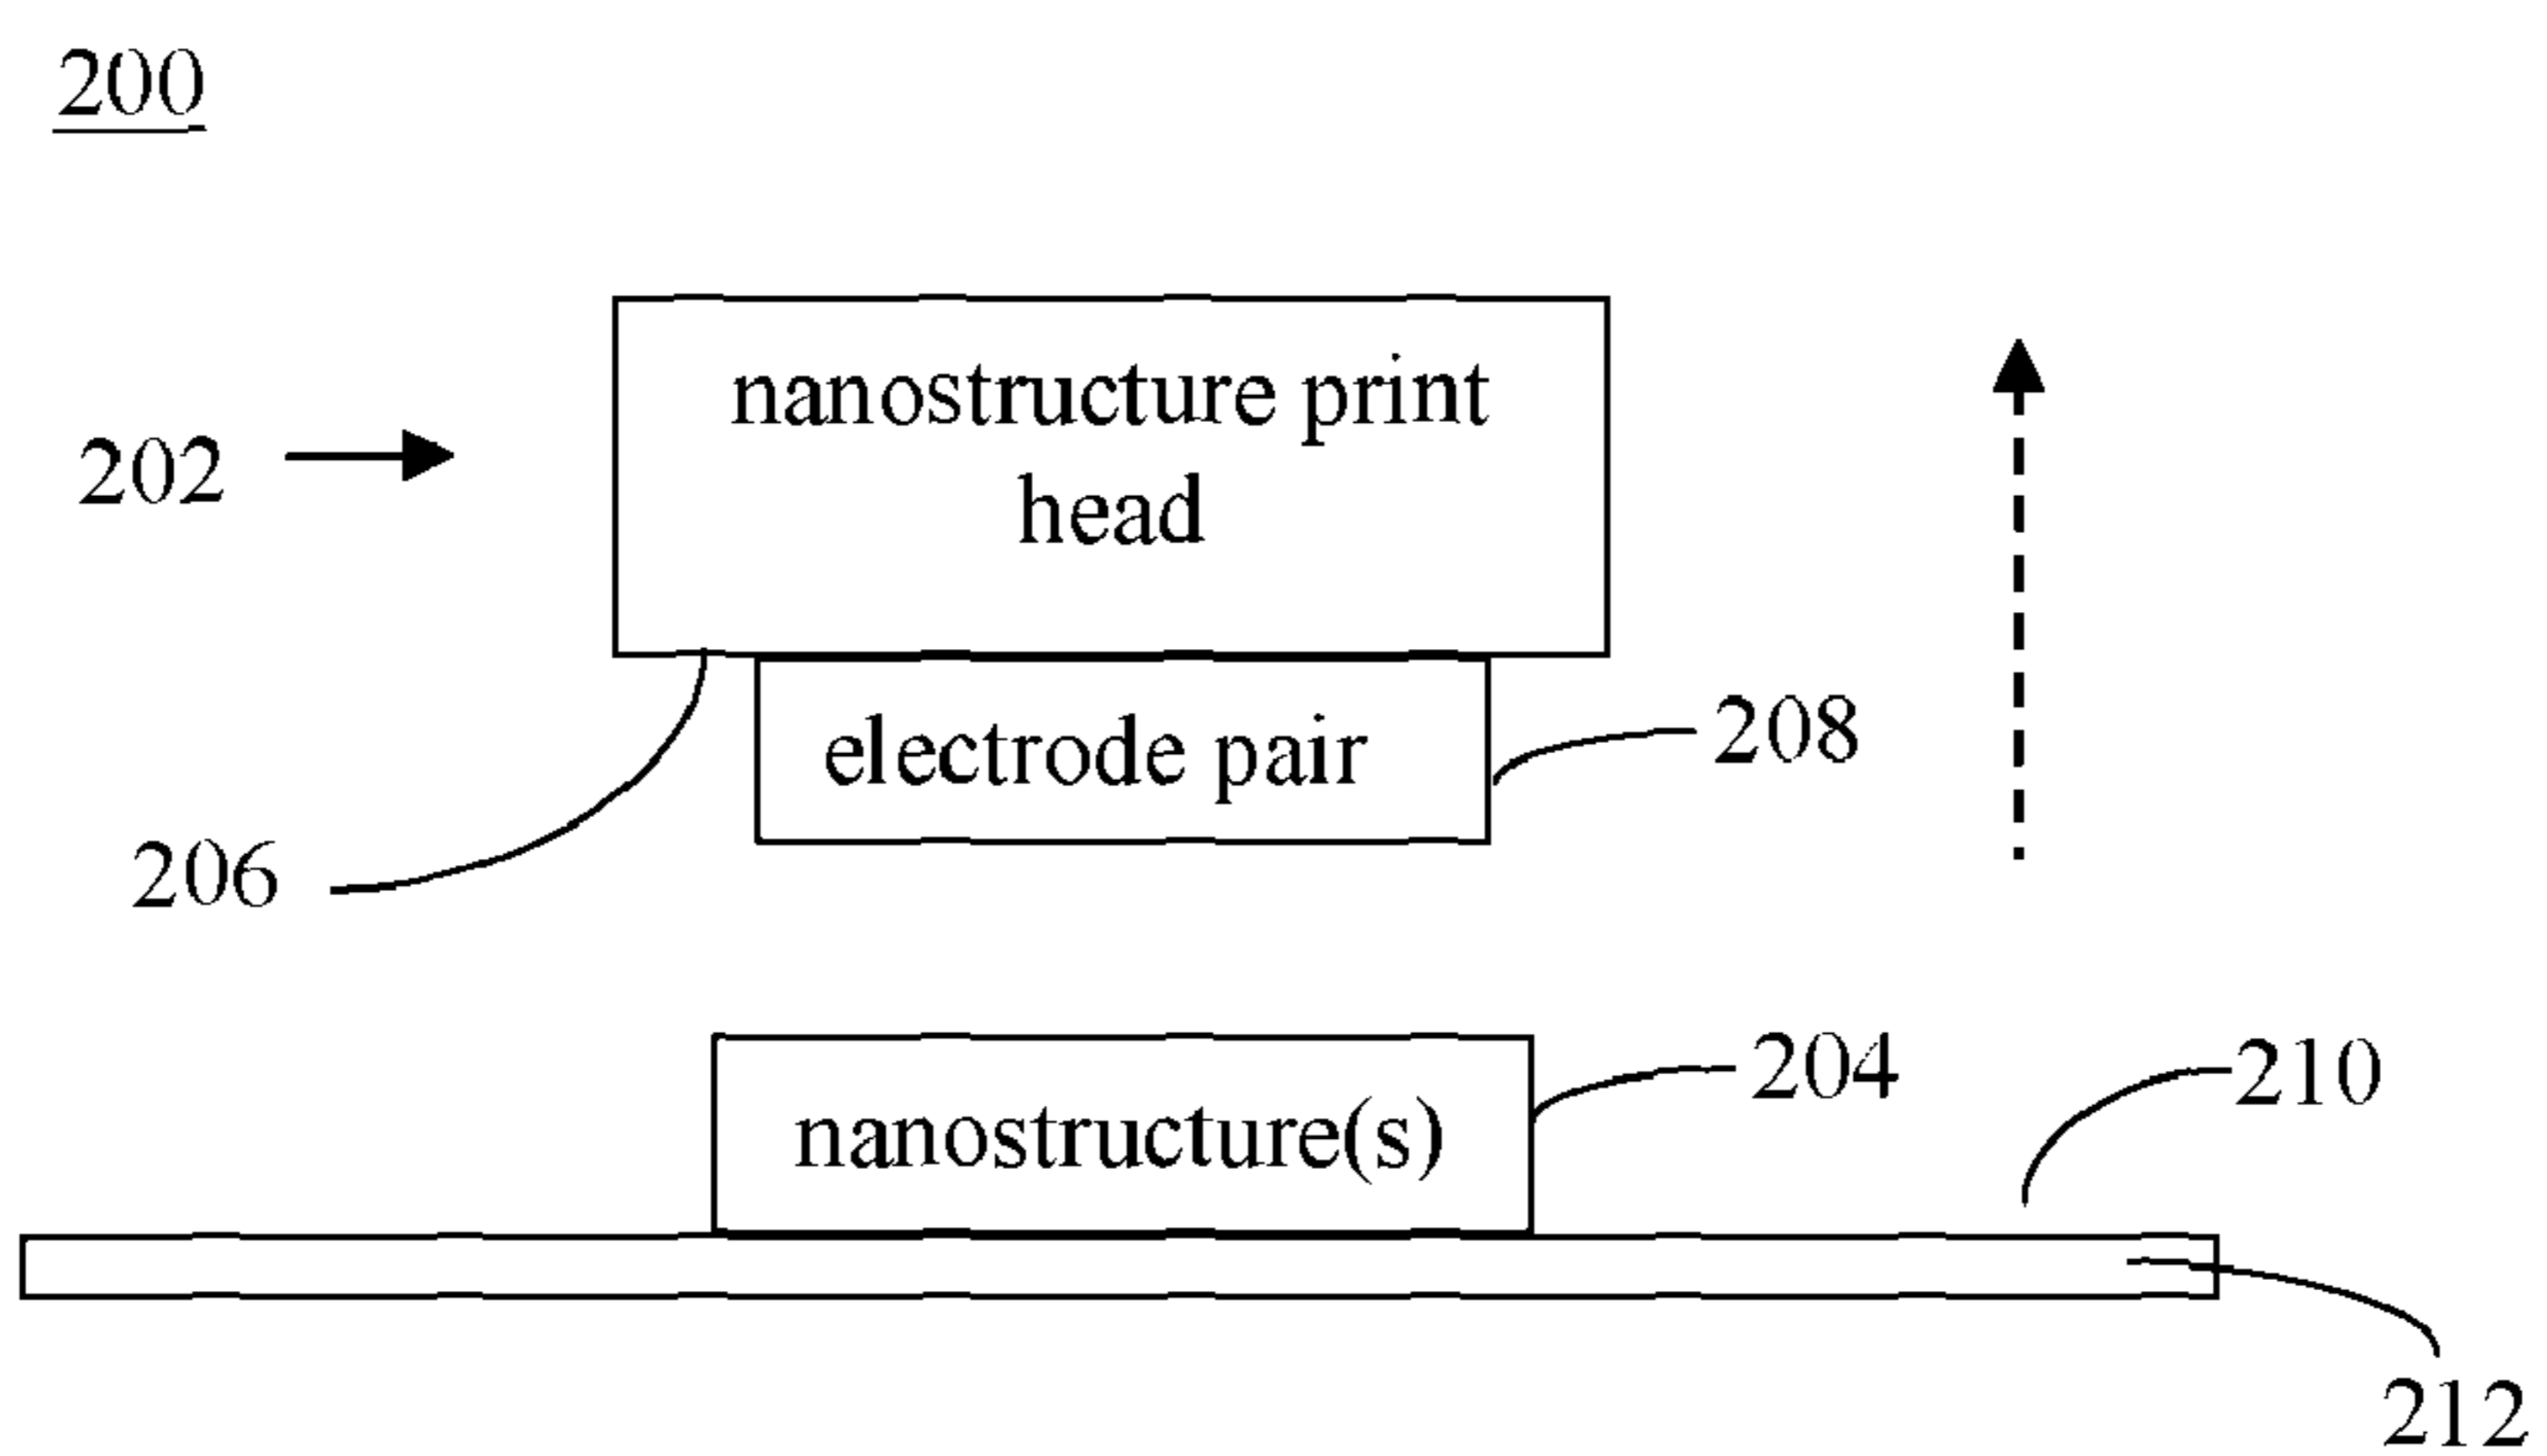 200
nanostructure print
head
202
electrode pair
208
206
nanostructure(s)
204
210
212